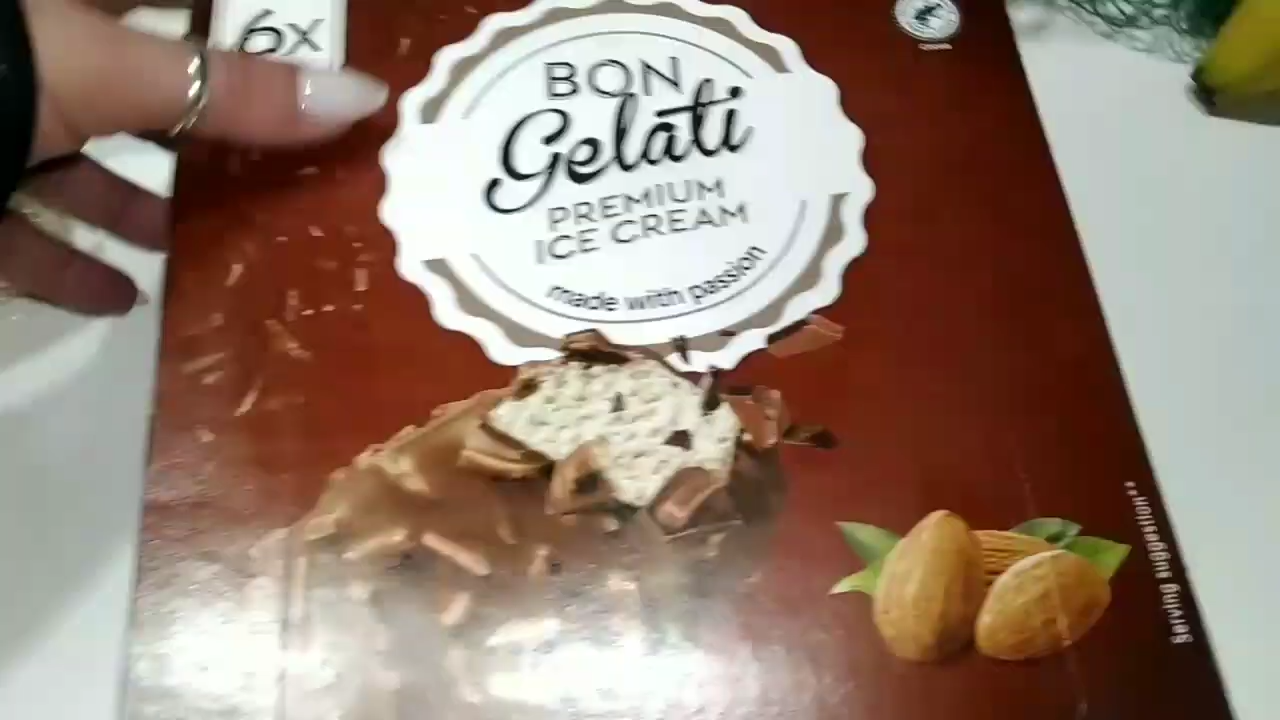 6x
BON
Gelati
PREMIUM
ICE CREAM
made with passion
Serving suggestion**